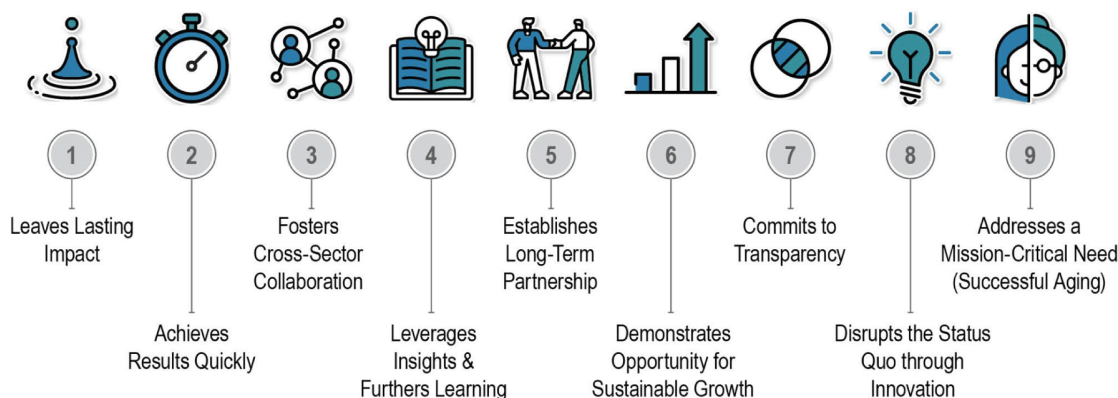 1
Leaves Lasting
Impact
2
Achieves
Results Quickly
3
Fosters
Cross-Sector
Collaboration
4
Leverages
Insights &
Furthers Learning
5
Establishes
Long-Term
Partnership
6
Demonstrates
Opportunity for
Sustainable Growth
7
Commits to
Transparency
8
Disrupts the Status
Quo through
Innovation
9
Addresses a
Mission-Critical Need
(Successful Aging)